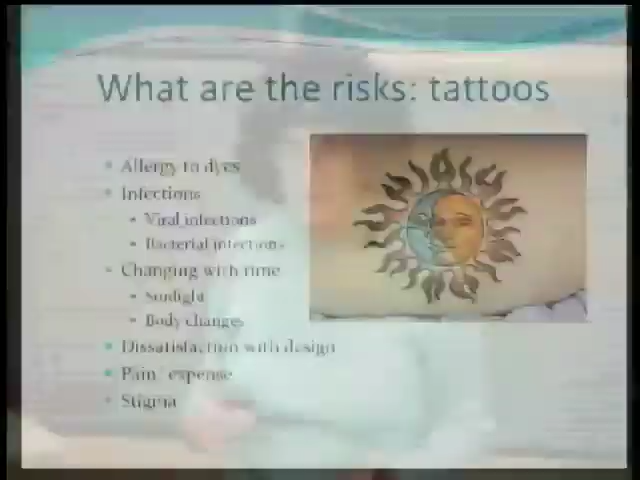 What are the risks: tattoos
Allergy to dyes
Infections
Viral infections
Bacterial infections
Changing with time
Sunlight
Body changes
Dissatisfaction with design
Pain/ expense
Stigma